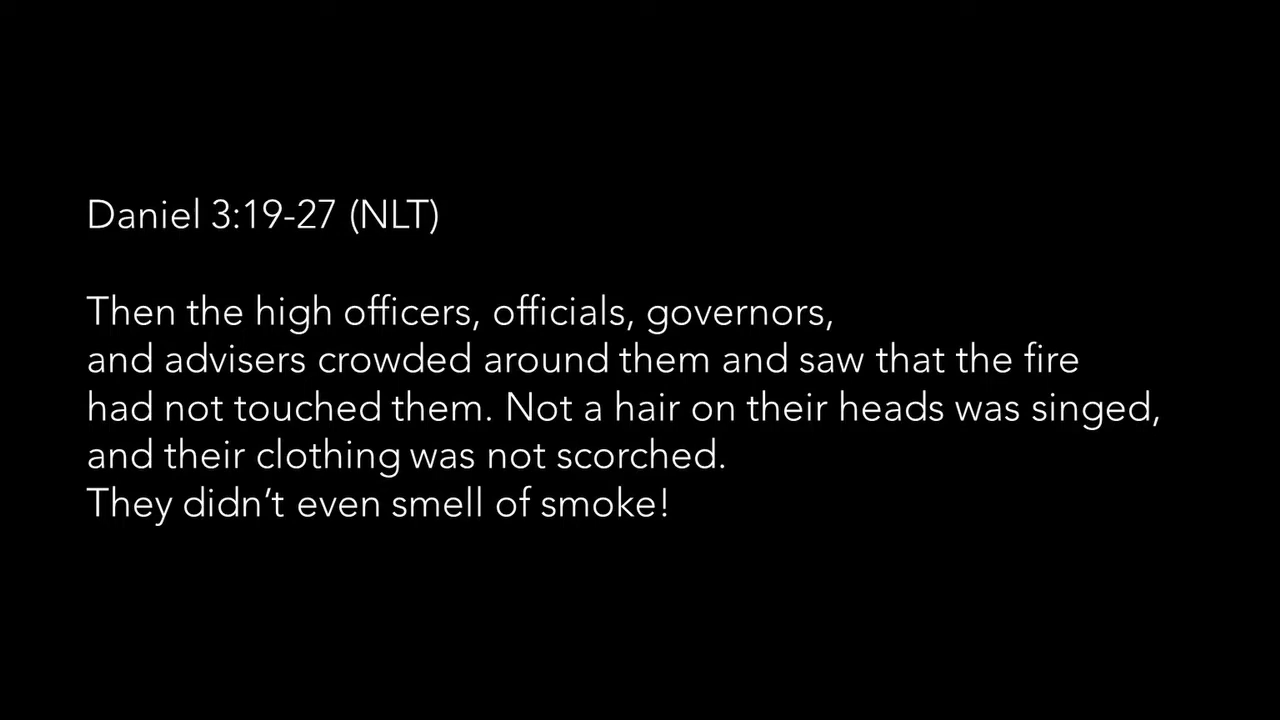 Daniel 3:19-27 (NLT)
Then the high officers, officials, governors,
and advisers crowded around them and saw that the fire
had not touched them. Not a hair on their heads was singed,
and their clothing was not scorched.
They didn’t even smell of smoke!